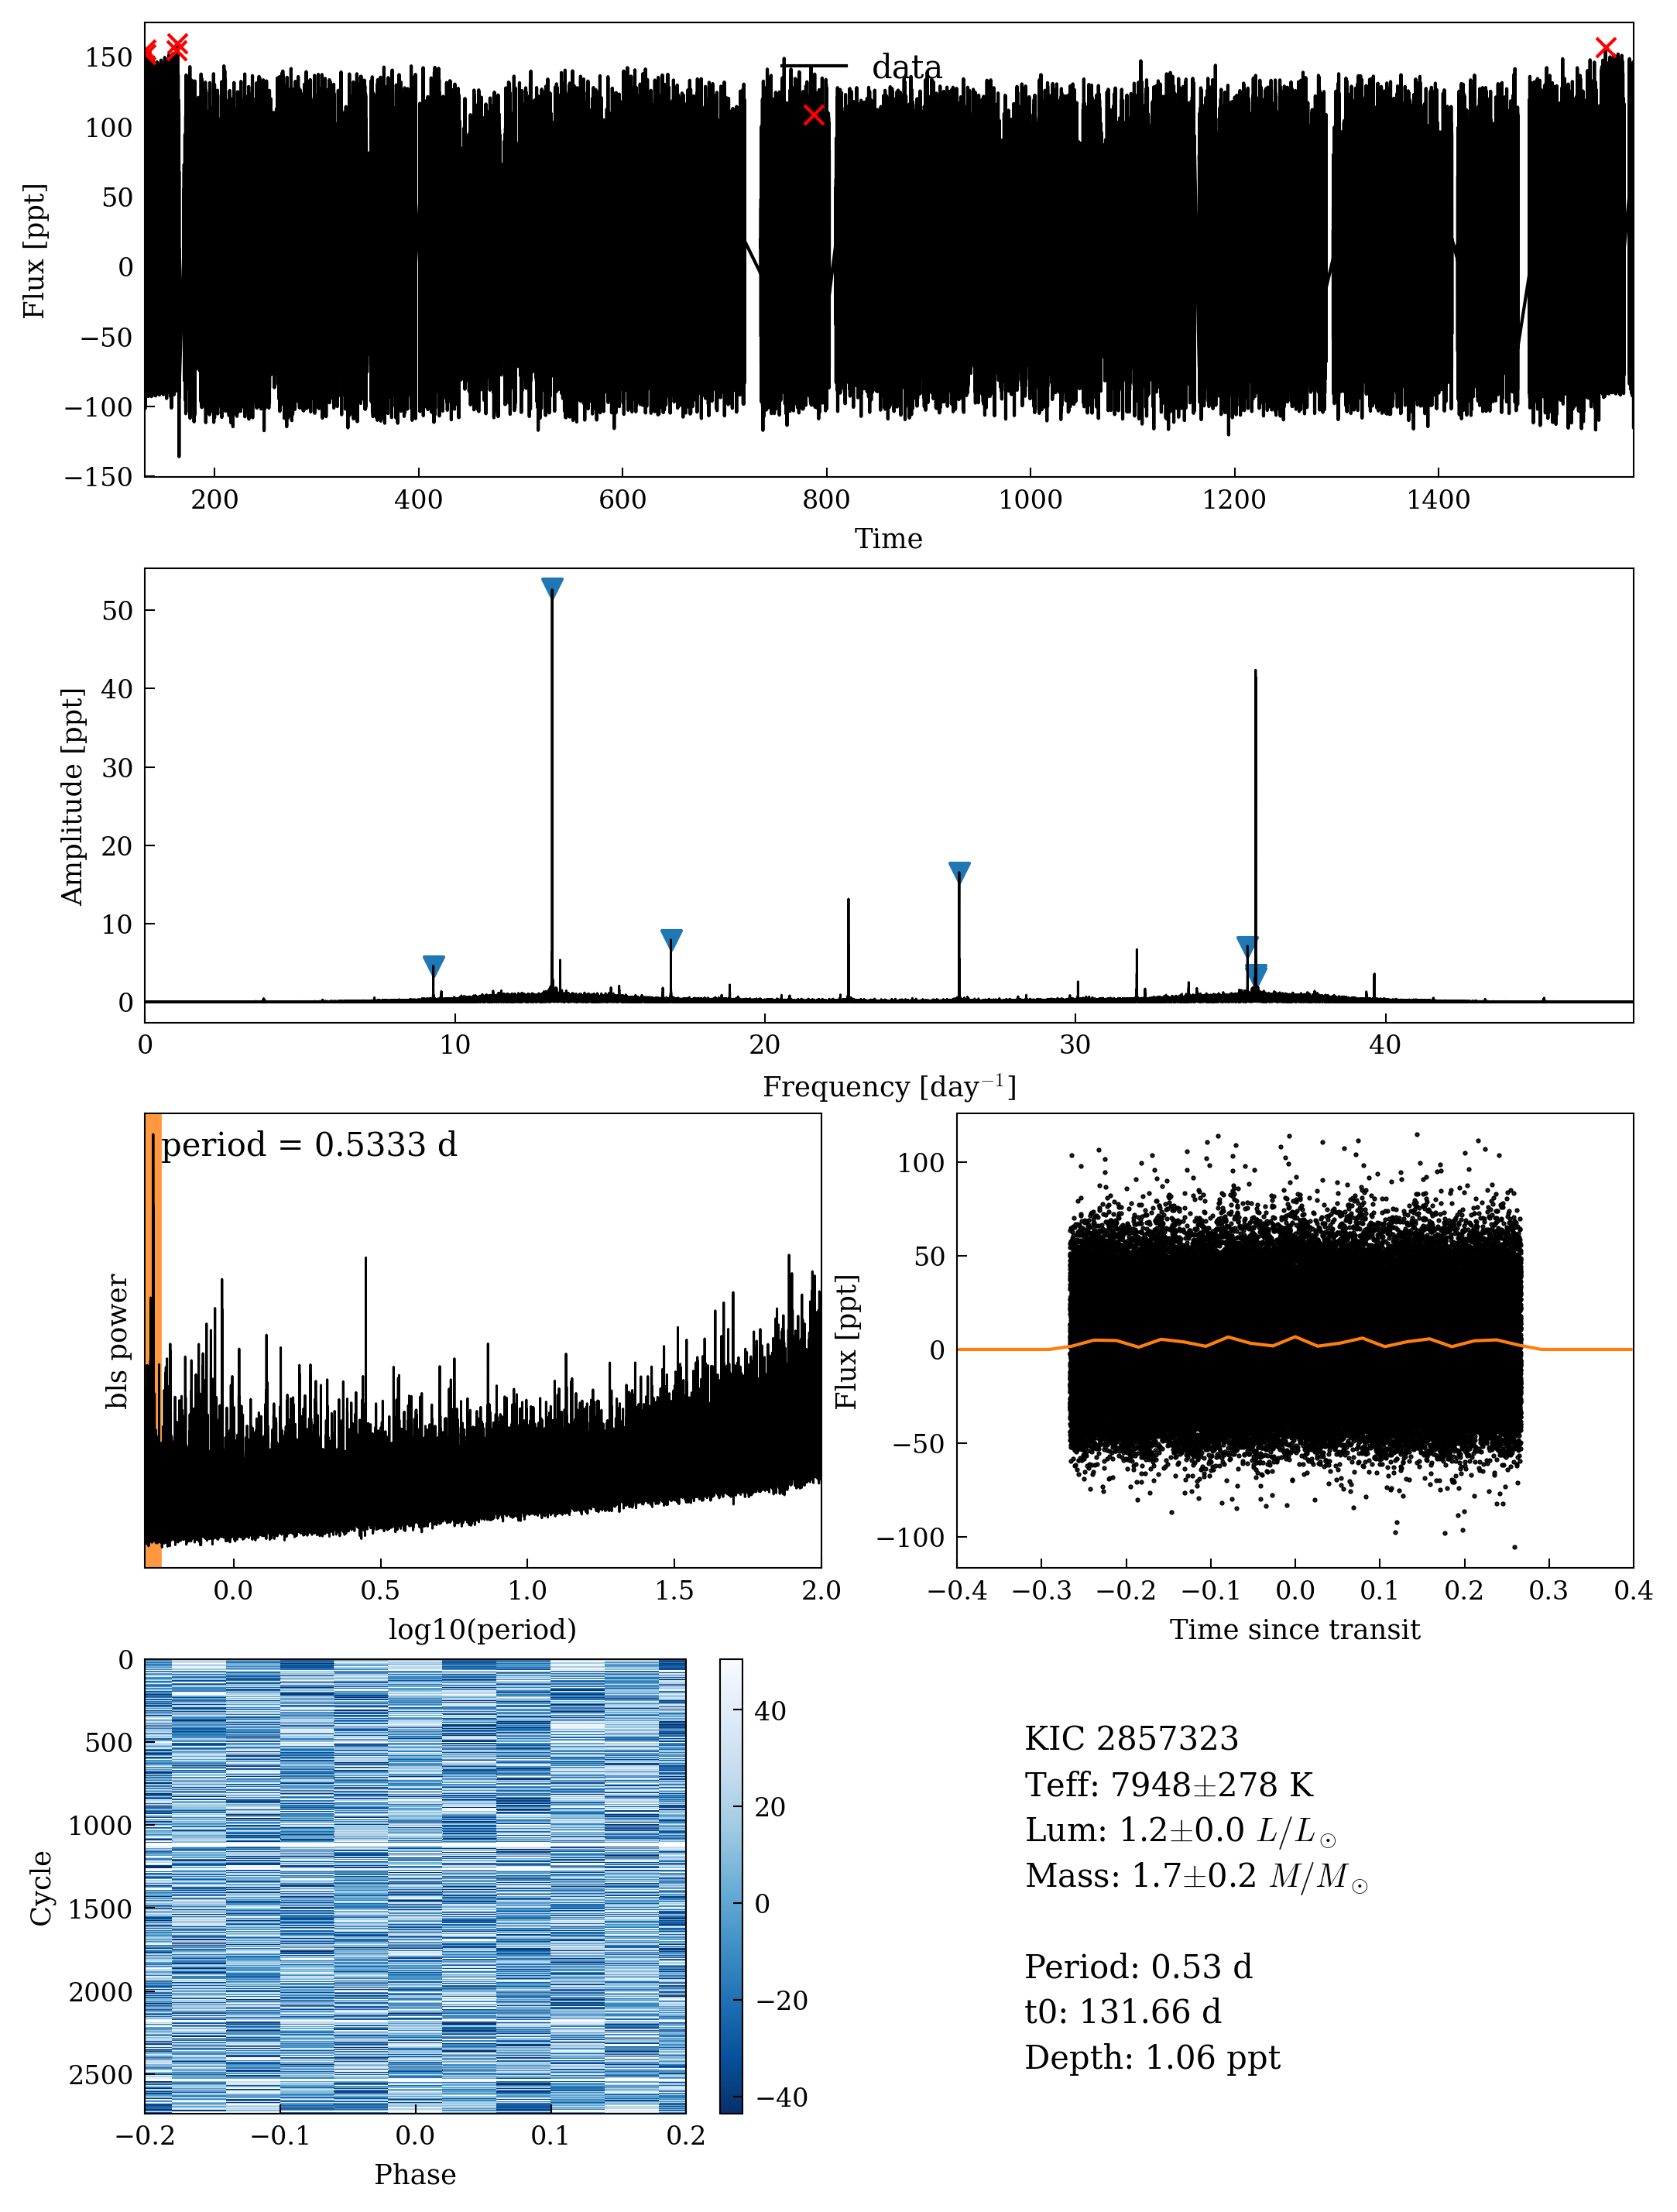 data
150
100
50
0
−50
−100
−150
Flux [ppt]
200 400 600 800 1000 1200 1400
Time
50
40
30
20
10
0
Amplitude [ppt]
0 10 20 30 40
Frequency [day⁻¹]
period = 0.5333 d
bls power
0.0 0.5 1.0 1.5 2.0
log10(period)
100
50
0
−50
−100
Flux [ppt]
−0.4 −0.3 −0.2 −0.1 0.0 0.1 0.2 0.3 0.4
Time since transit
0
500
1000
1500
2000
2500
Cycle
−0.2 −0.1 0.0 0.1 0.2
Phase
40
20
0
−20
−40
KIC 2857323
Teff: 7948±278 K
Lum: 1.2±0.0 L/L⊙
Mass: 1.7±0.2 M/M⊙
Period: 0.53 d
t0: 131.66 d
Depth: 1.06 ppt